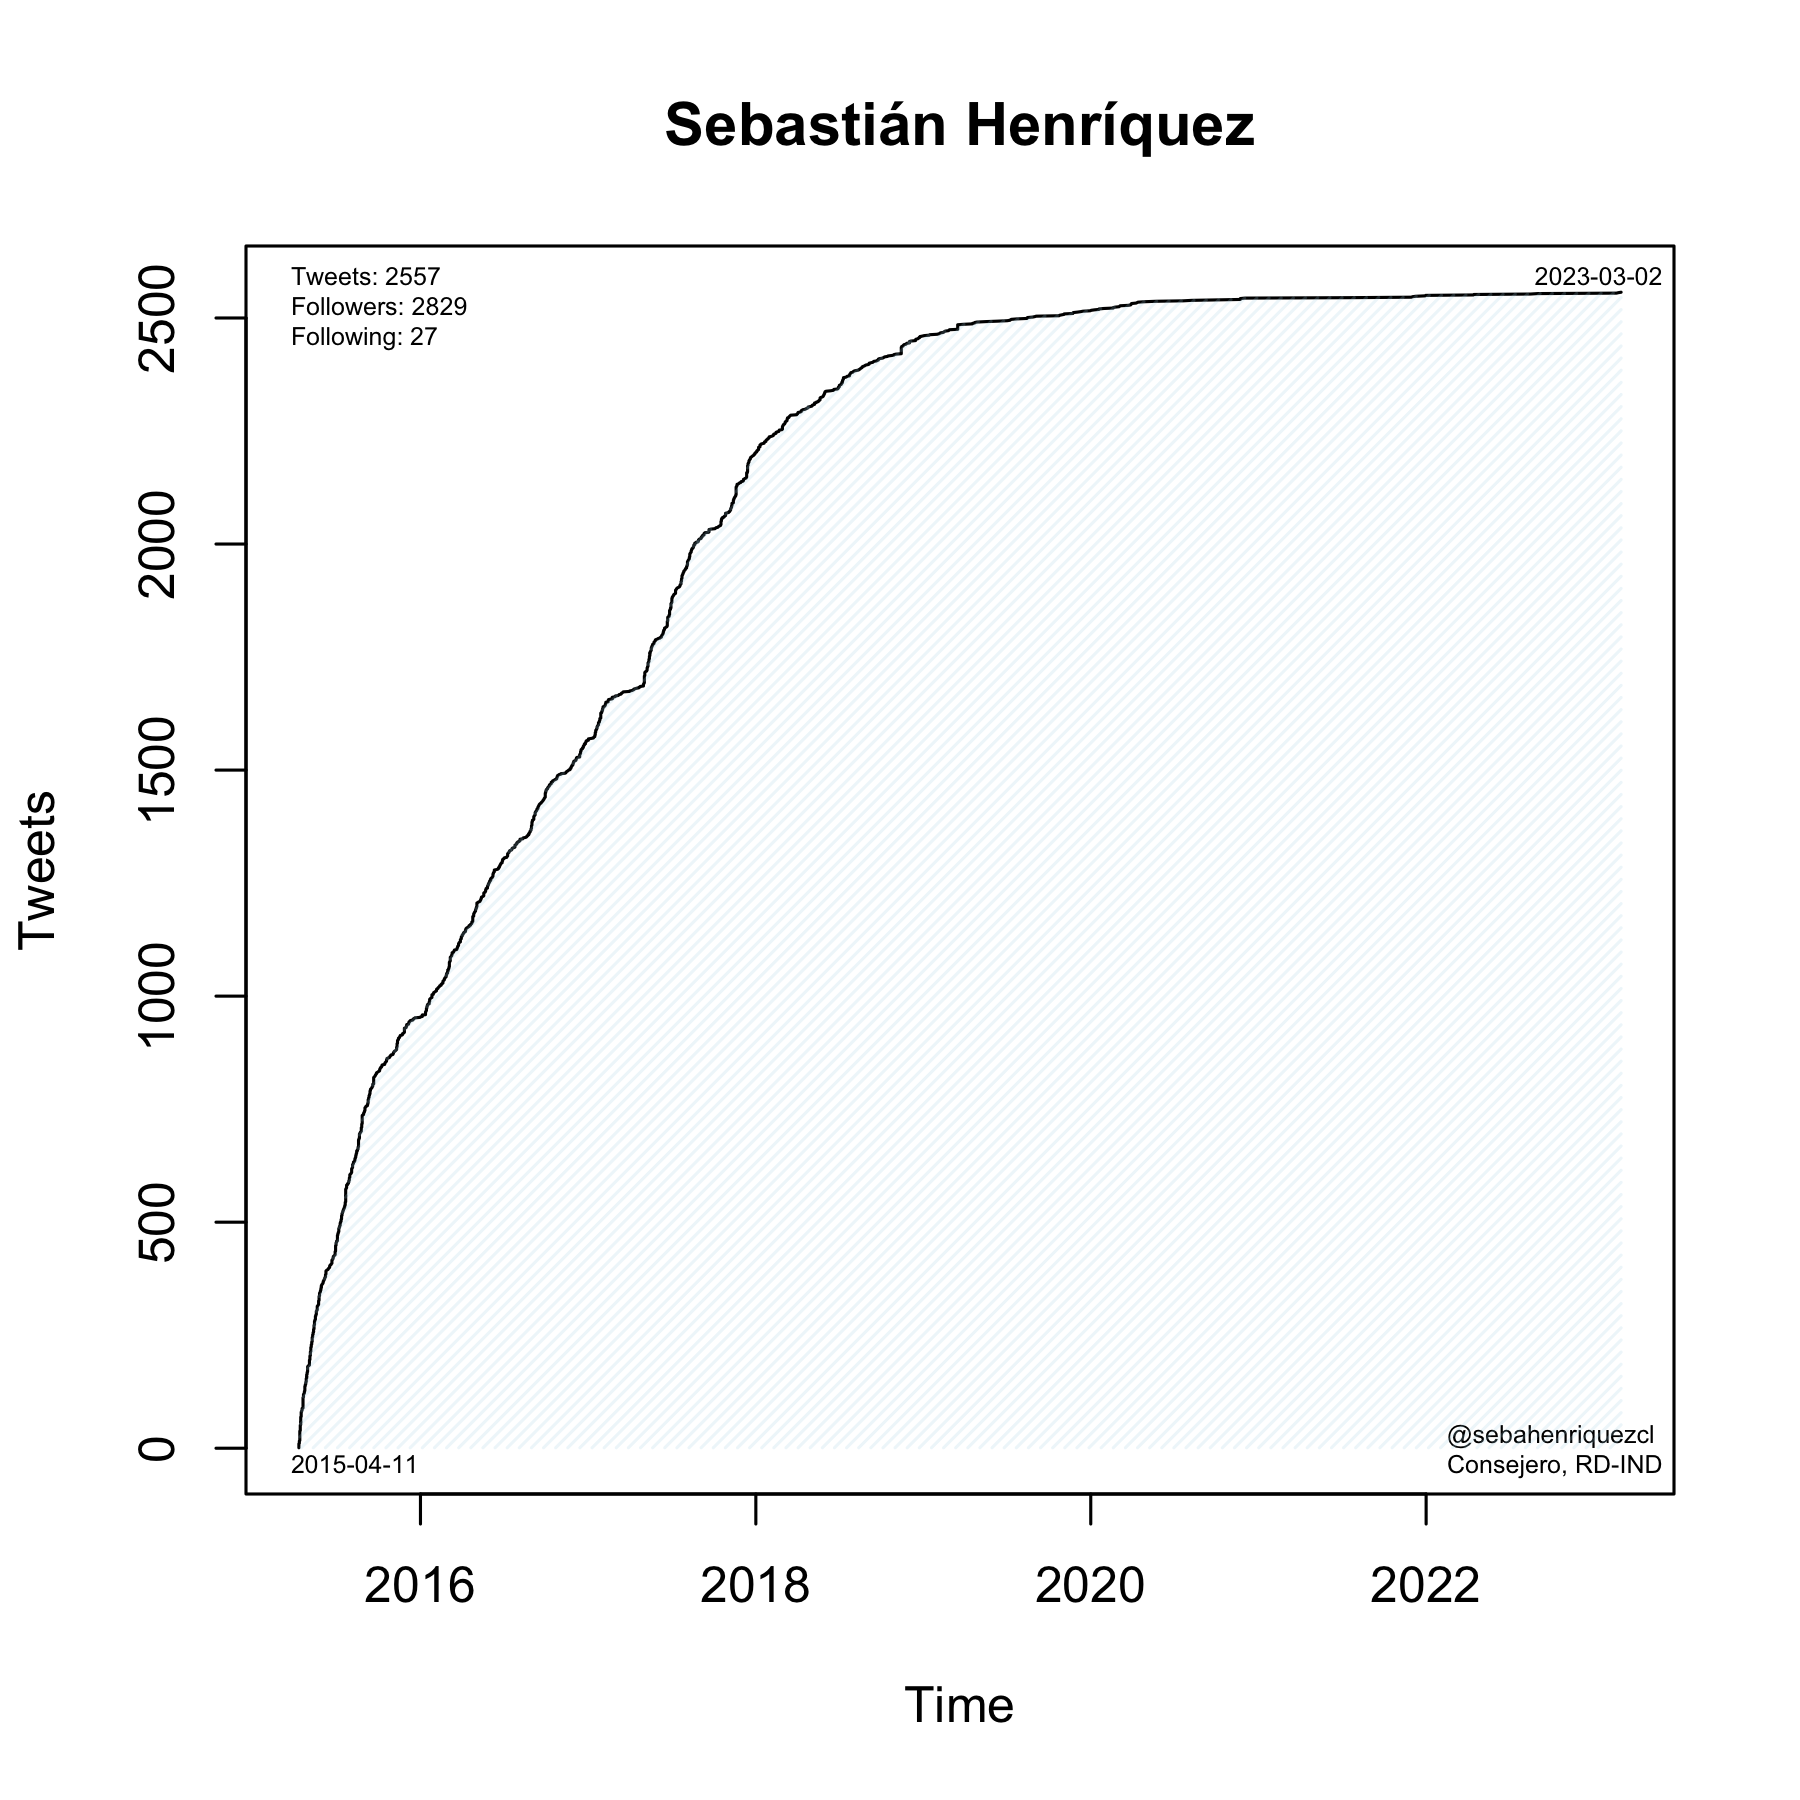 Sebastián Henríquez
Tweets: 2557
Followers: 2829
Following: 27
2023-03-02
Tweets
2500
2000
1500
1000
500
0
2015-04-11
@sebahenriquezcl
Consejero, RD-IND
2016 2018 2020 2022
Time